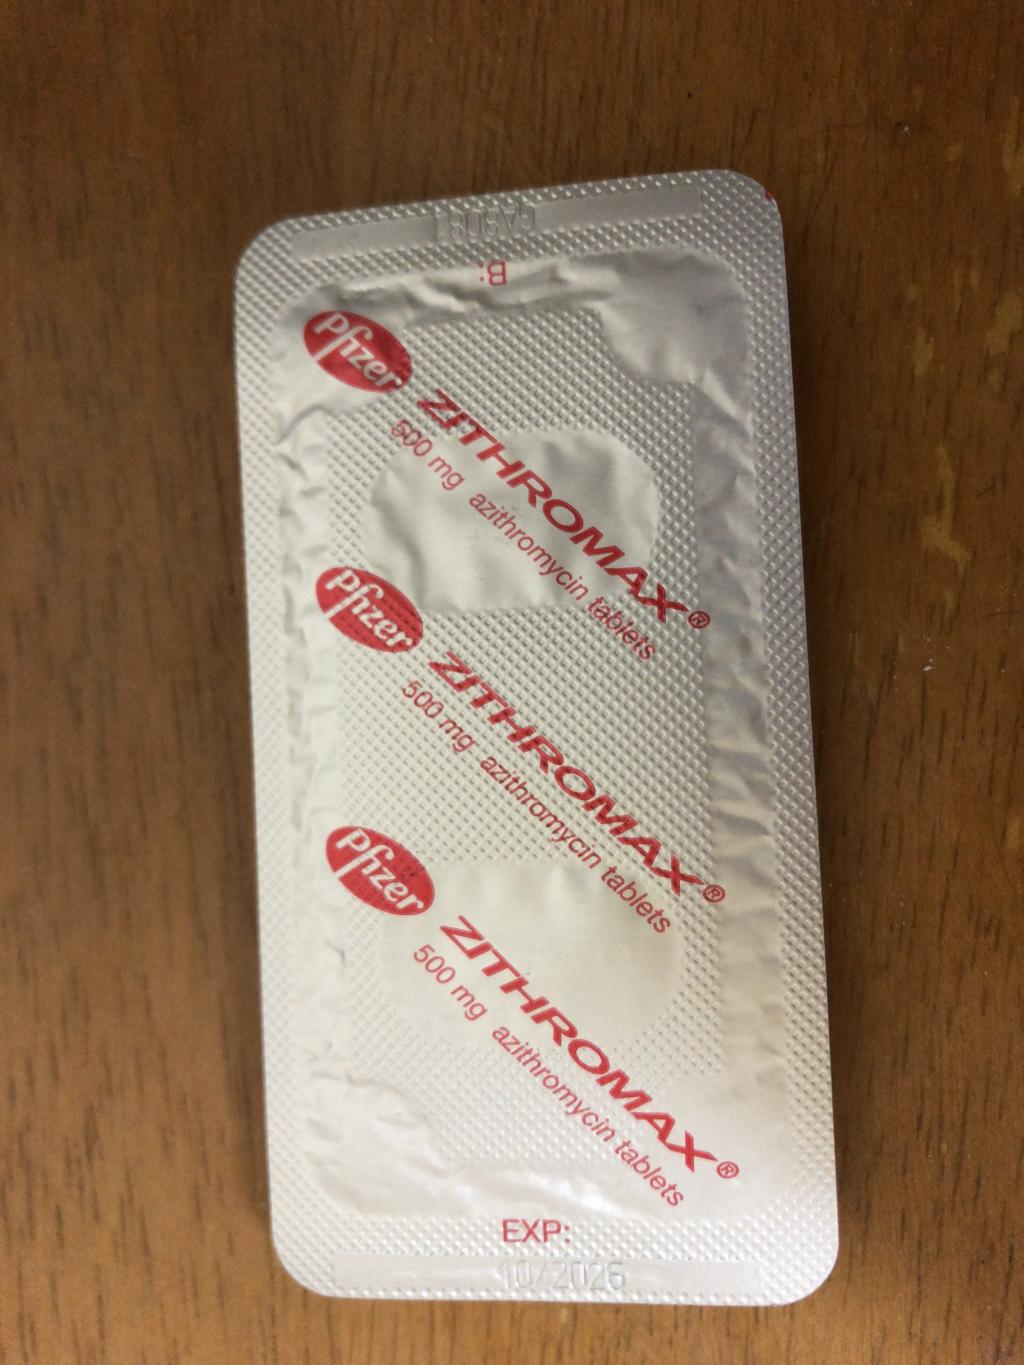 B:
Pfizer
ZITHROMAX®
500 mg azithromycin tablets
Pfizer
ZITHROMAX®
500 mg azithromycin tablets
Pfizer
ZITHROMAX®
500 mg azithromycin tablets
EXP:
10/2026